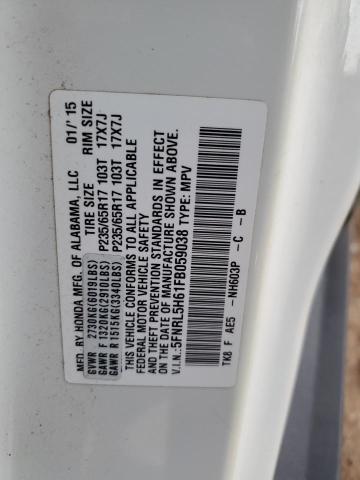 MFD. BY HONDA MFG. OF ALABAMA, LLC 01/'15
TIRE SIZE RIM SIZE
GVWR 2730KG(6019LBS)
GAWR F 1320KG(2910LBS) P235/65R17 103T 17X7J
GAWR R 1515KG(3340LBS) P235/65R17 103T 17X7J
THIS VEHICLE CONFORMS TO ALL APPLICABLE
FEDERAL MOTOR VEHICLE SAFETY
AND THEFT PREVENTION STANDARDS IN EFFECT
ON THE DATE OF MANUFACTURE SHOWN ABOVE.
V.I.N.:5FNRL5H61FB059038 TYPE: MPV
TK8 F AE5 - NH603P - C - B